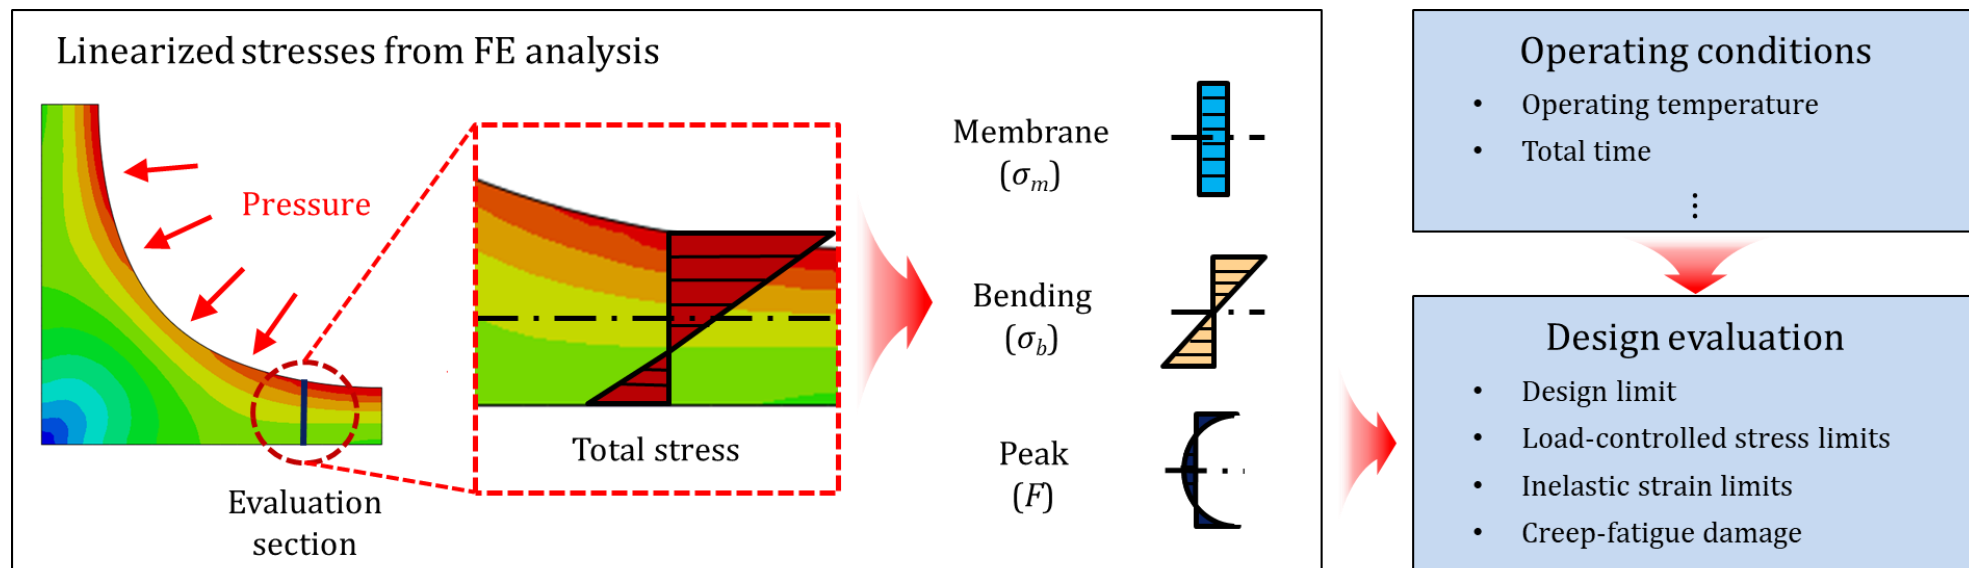 Linearized stresses from FE analysis
Pressure
Evaluation
section
Total stress
Membrane
(σm)
Bending
(σb)
Peak
(F)
Operating conditions
• Operating temperature
• Total time
⋮
Design evaluation
• Design limit
• Load-controlled stress limits
• Inelastic strain limits
• Creep-fatigue damage